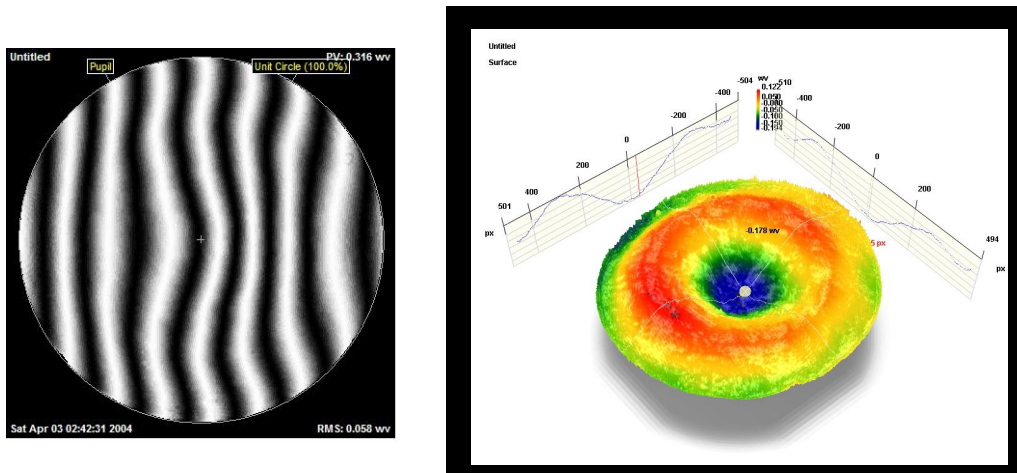 Untitled
PV: 0.316 wv
Pupil
Unit Circle (100.0%)
Sat Apr 03 02:42:31 2004
RMS: 0.058 wv
Untitled
Surface
wv
0.122
0.050
-0.000
-0.050
-0.100
-0.150
-0.194
-504
-400
-200
0
200
400
501
px
-510
-400
-200
0
200
494
px
-0.178 wv
5 px